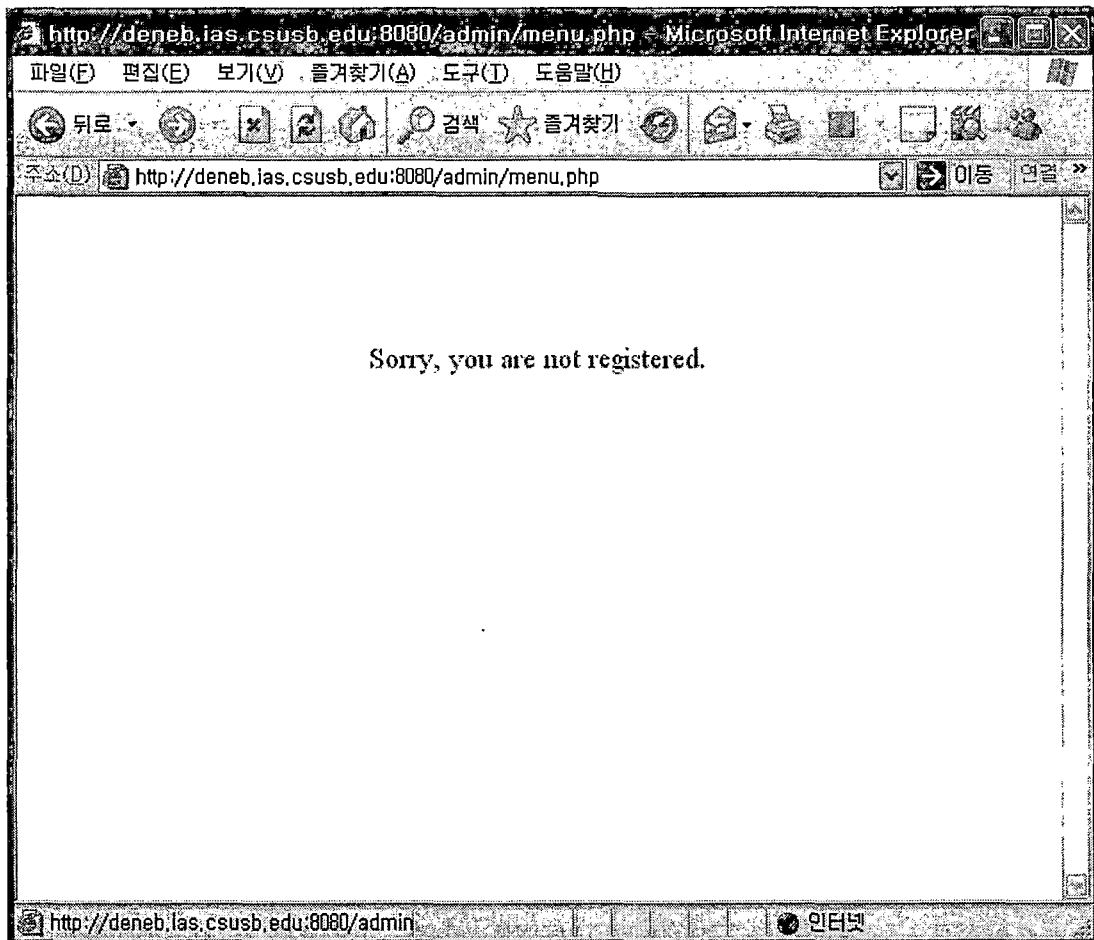 http://deneb.ias.csusb.edu:8080/admin/menu.php - Microsoft Internet Explorer
파일(F) 편집(E) 보기(V) 즐겨찾기(A) 도구(T) 도움말(H)
뒤로 검색 즐겨찾기
주소(D) http://deneb.ias.csusb.edu:8080/admin/menu.php 이동 연결 »
Sorry, you are not registered.
http://deneb.ias.csusb.edu:8080/admin 인터넷